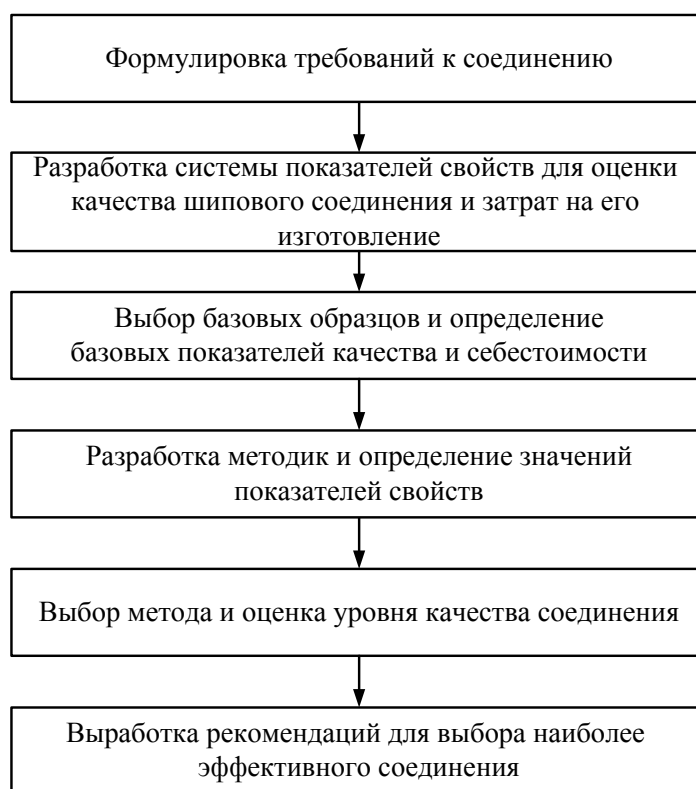 Формулировка требований к соединению
Разработка системы показателей свойств для оценки
качества шипового соединения и затрат на его
изготовление
Выбор базовых образцов и определение
базовых показателей качества и себестоимости
Разработка методик и определение значений
показателей свойств
Выбор метода и оценка уровня качества соединения
Выработка рекомендаций для выбора наиболее
эффективного соединения